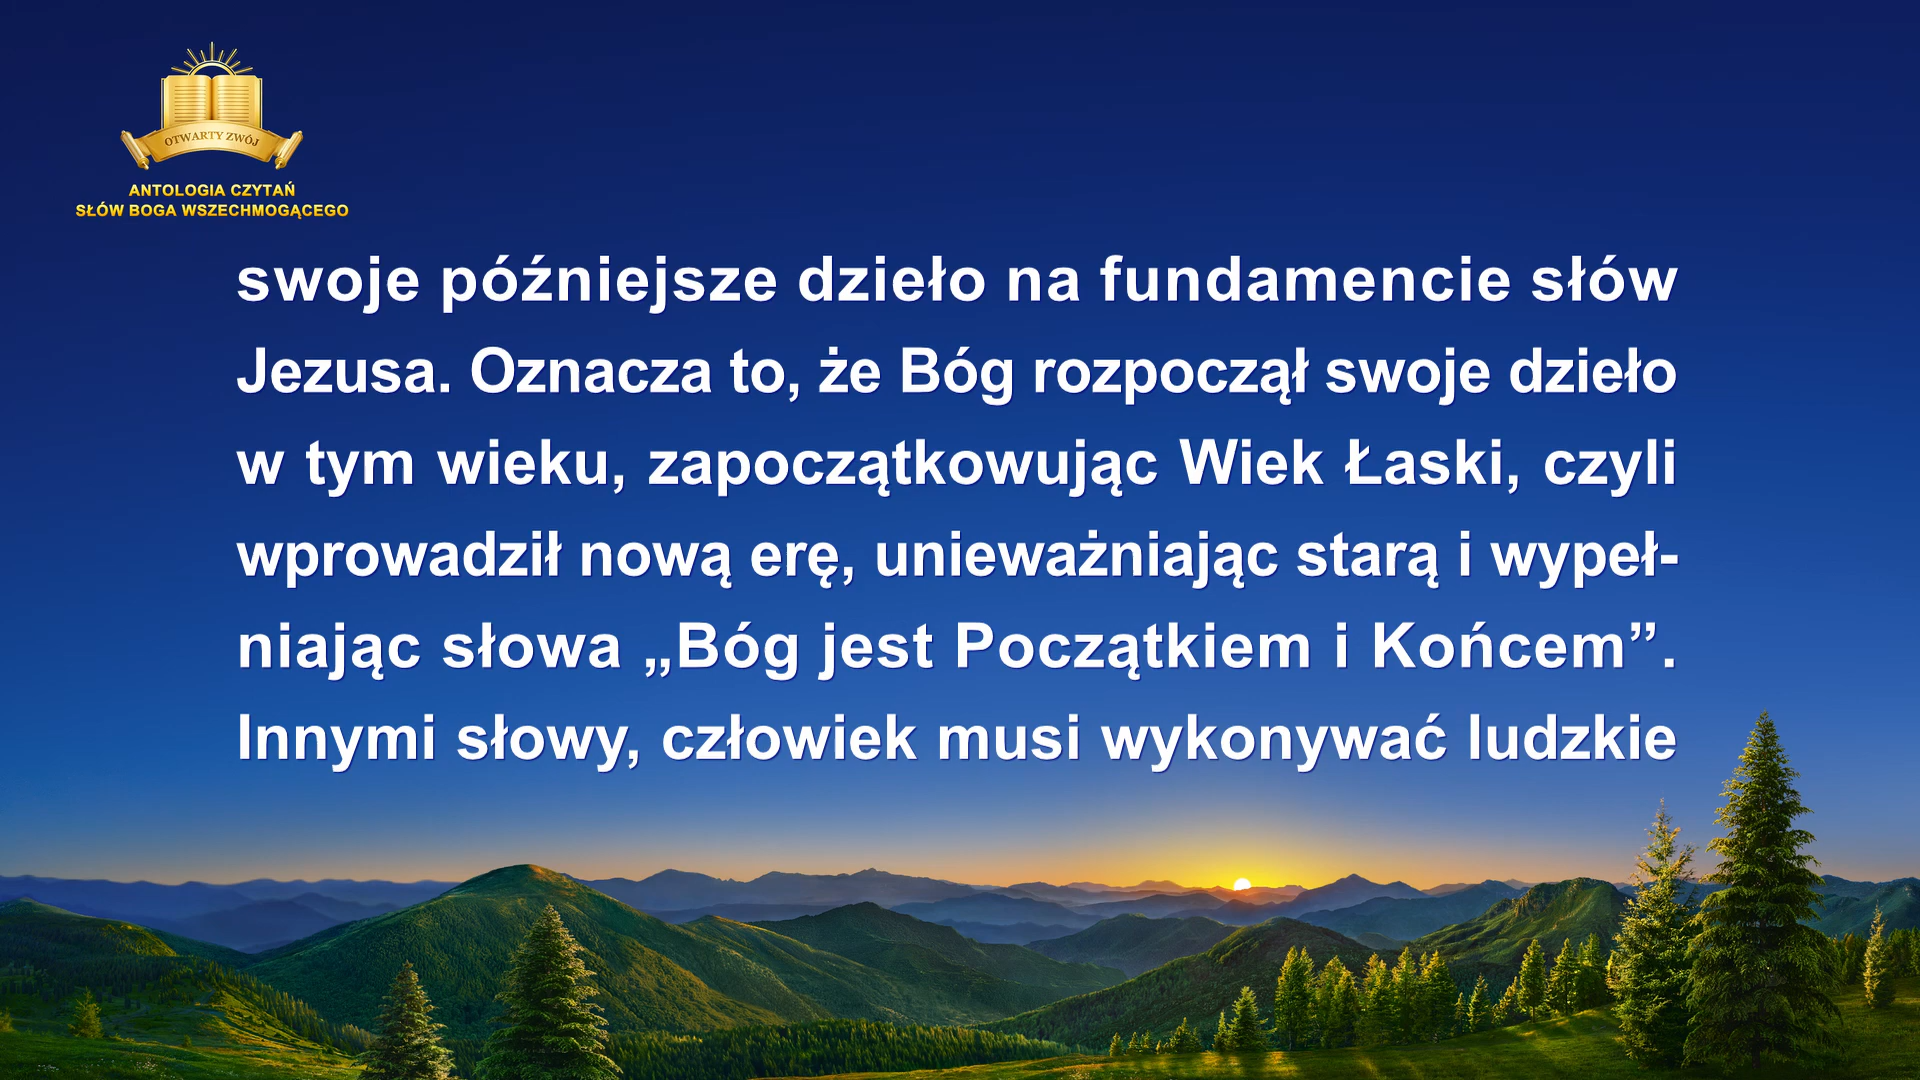 OTWARTY ZWÓJ
ANTOLOGIA CZYTAŃ
SŁÓW BOGA WSZECHMOGĄCEGO
swoje późniejsze dzieło na fundamencie słów
Jezusa. Oznacza to, że Bóg rozpoczął swoje dzieło
w tym wieku, zapoczątkowując Wiek Łaski, czyli
wprowadził nową erę, unieważniając starą i wypeł-
niając słowa „Bóg jest Początkiem i Końcem”.
Innymi słowy, człowiek musi wykonywać ludzkie